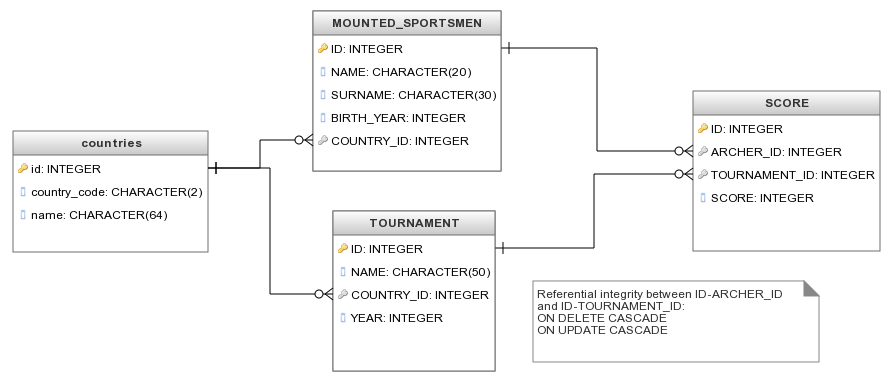 MOUNTED_SPORTSMEN
ID: INTEGER
NAME: CHARACTER(20)
SURNAME: CHARACTER(30)
BIRTH_YEAR: INTEGER
COUNTRY_ID: INTEGER
SCORE
ID: INTEGER
ARCHER_ID: INTEGER
TOURNAMENT_ID: INTEGER
SCORE: INTEGER
countries
id: INTEGER
country_code: CHARACTER(2)
name: CHARACTER(64)
TOURNAMENT
ID: INTEGER
NAME: CHARACTER(50)
COUNTRY_ID: INTEGER
YEAR: INTEGER
Referential integrity between ID-ARCHER_ID
and ID-TOURNAMENT_ID:
ON DELETE CASCADE
ON UPDATE CASCADE